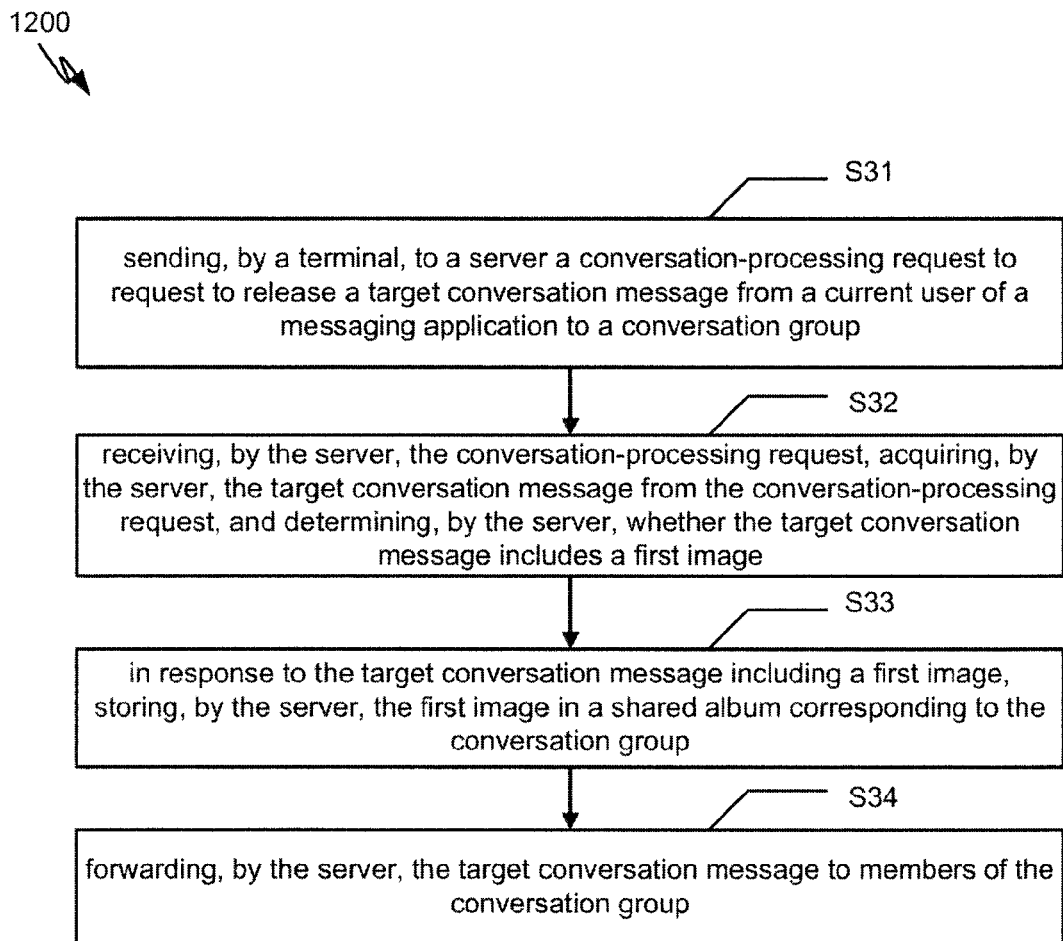 1200
S31
sending, by a terminal, to a server a conversation-processing request to
request to release a target conversation message from a current user of a
messaging application to a conversation group
S32
receiving, by the server, the conversation-processing request, acquiring, by
the server, the target conversation message from the conversation-processing
request, and determining, by the server, whether the target conversation
message includes a first image
S33
in response to the target conversation message including a first image,
storing, by the server, the first image in a shared album corresponding to the
conversation group
S34
forwarding, by the server, the target conversation message to members of the
conversation group